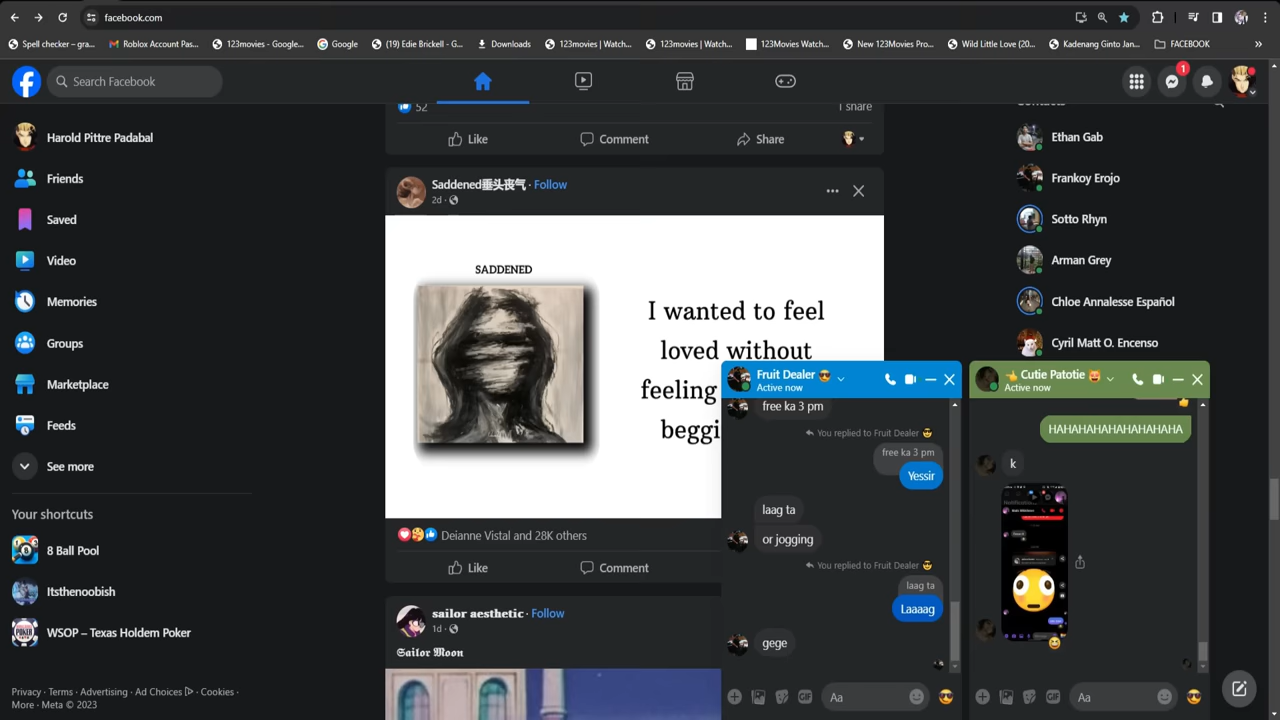 facebook.com
Spell checker – gra...
Roblox Account Pas...
123movies - Google...
Google
(19) Edie Brickell - G...
Downloads
123movies | Watch...
123movies | Watch...
123Movies Watch...
New 123Movies Pro...
Wild Little Love (20...
Kadenang Ginto Jan...
FACEBOOK
Search Facebook
1
Harold Pittre Padabal
Friends
Saved
Video
Memories
Groups
Marketplace
Feeds
See more
Your shortcuts
8 Ball Pool
Itsthenoobish
WSOP – Texas Holdem Poker
Privacy · Terms · Advertising · Ad Choices · Cookies ·
More · Meta © 2023
52
1 share
Like
Comment
Share
Saddened垂头丧气 · Follow
2d ·
SADDENED
I wanted to feel
loved without
feeling
beggi
Deianne Vistal and 28K others
Like
Comment
sailor aesthetic · Follow
1d ·
Sailor Moon
Contacts
Ethan Gab
Frankoy Erojo
Sotto Rhyn
Arman Grey
Chloe Annalesse Español
Cyril Matt O. Encenso
Fruit Dealer 😎
Active now
free ka 3 pm
You replied to Fruit Dealer 😎
free ka 3 pm
Yessir
laag ta
or jogging
You replied to Fruit Dealer 😎
laag ta
Laaaag
gege
Aa
Cutie Patotie
Active now
HAHAHAHAHAHAHAHAHA
k
Aa